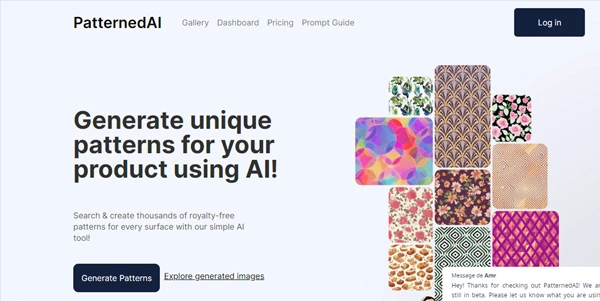 PatternedAI
Gallery Dashboard Pricing Prompt Guide
Log in
Generate unique
patterns for your
product using AI!
Search & create thousands of royalty-free
patterns for every surface with our simple AI
tool!
Generate Patterns
Explore generated images
Message de Amr
Hey! Thanks for checking out PatternedAI! We ar
still in beta. Please let us know what you are usin